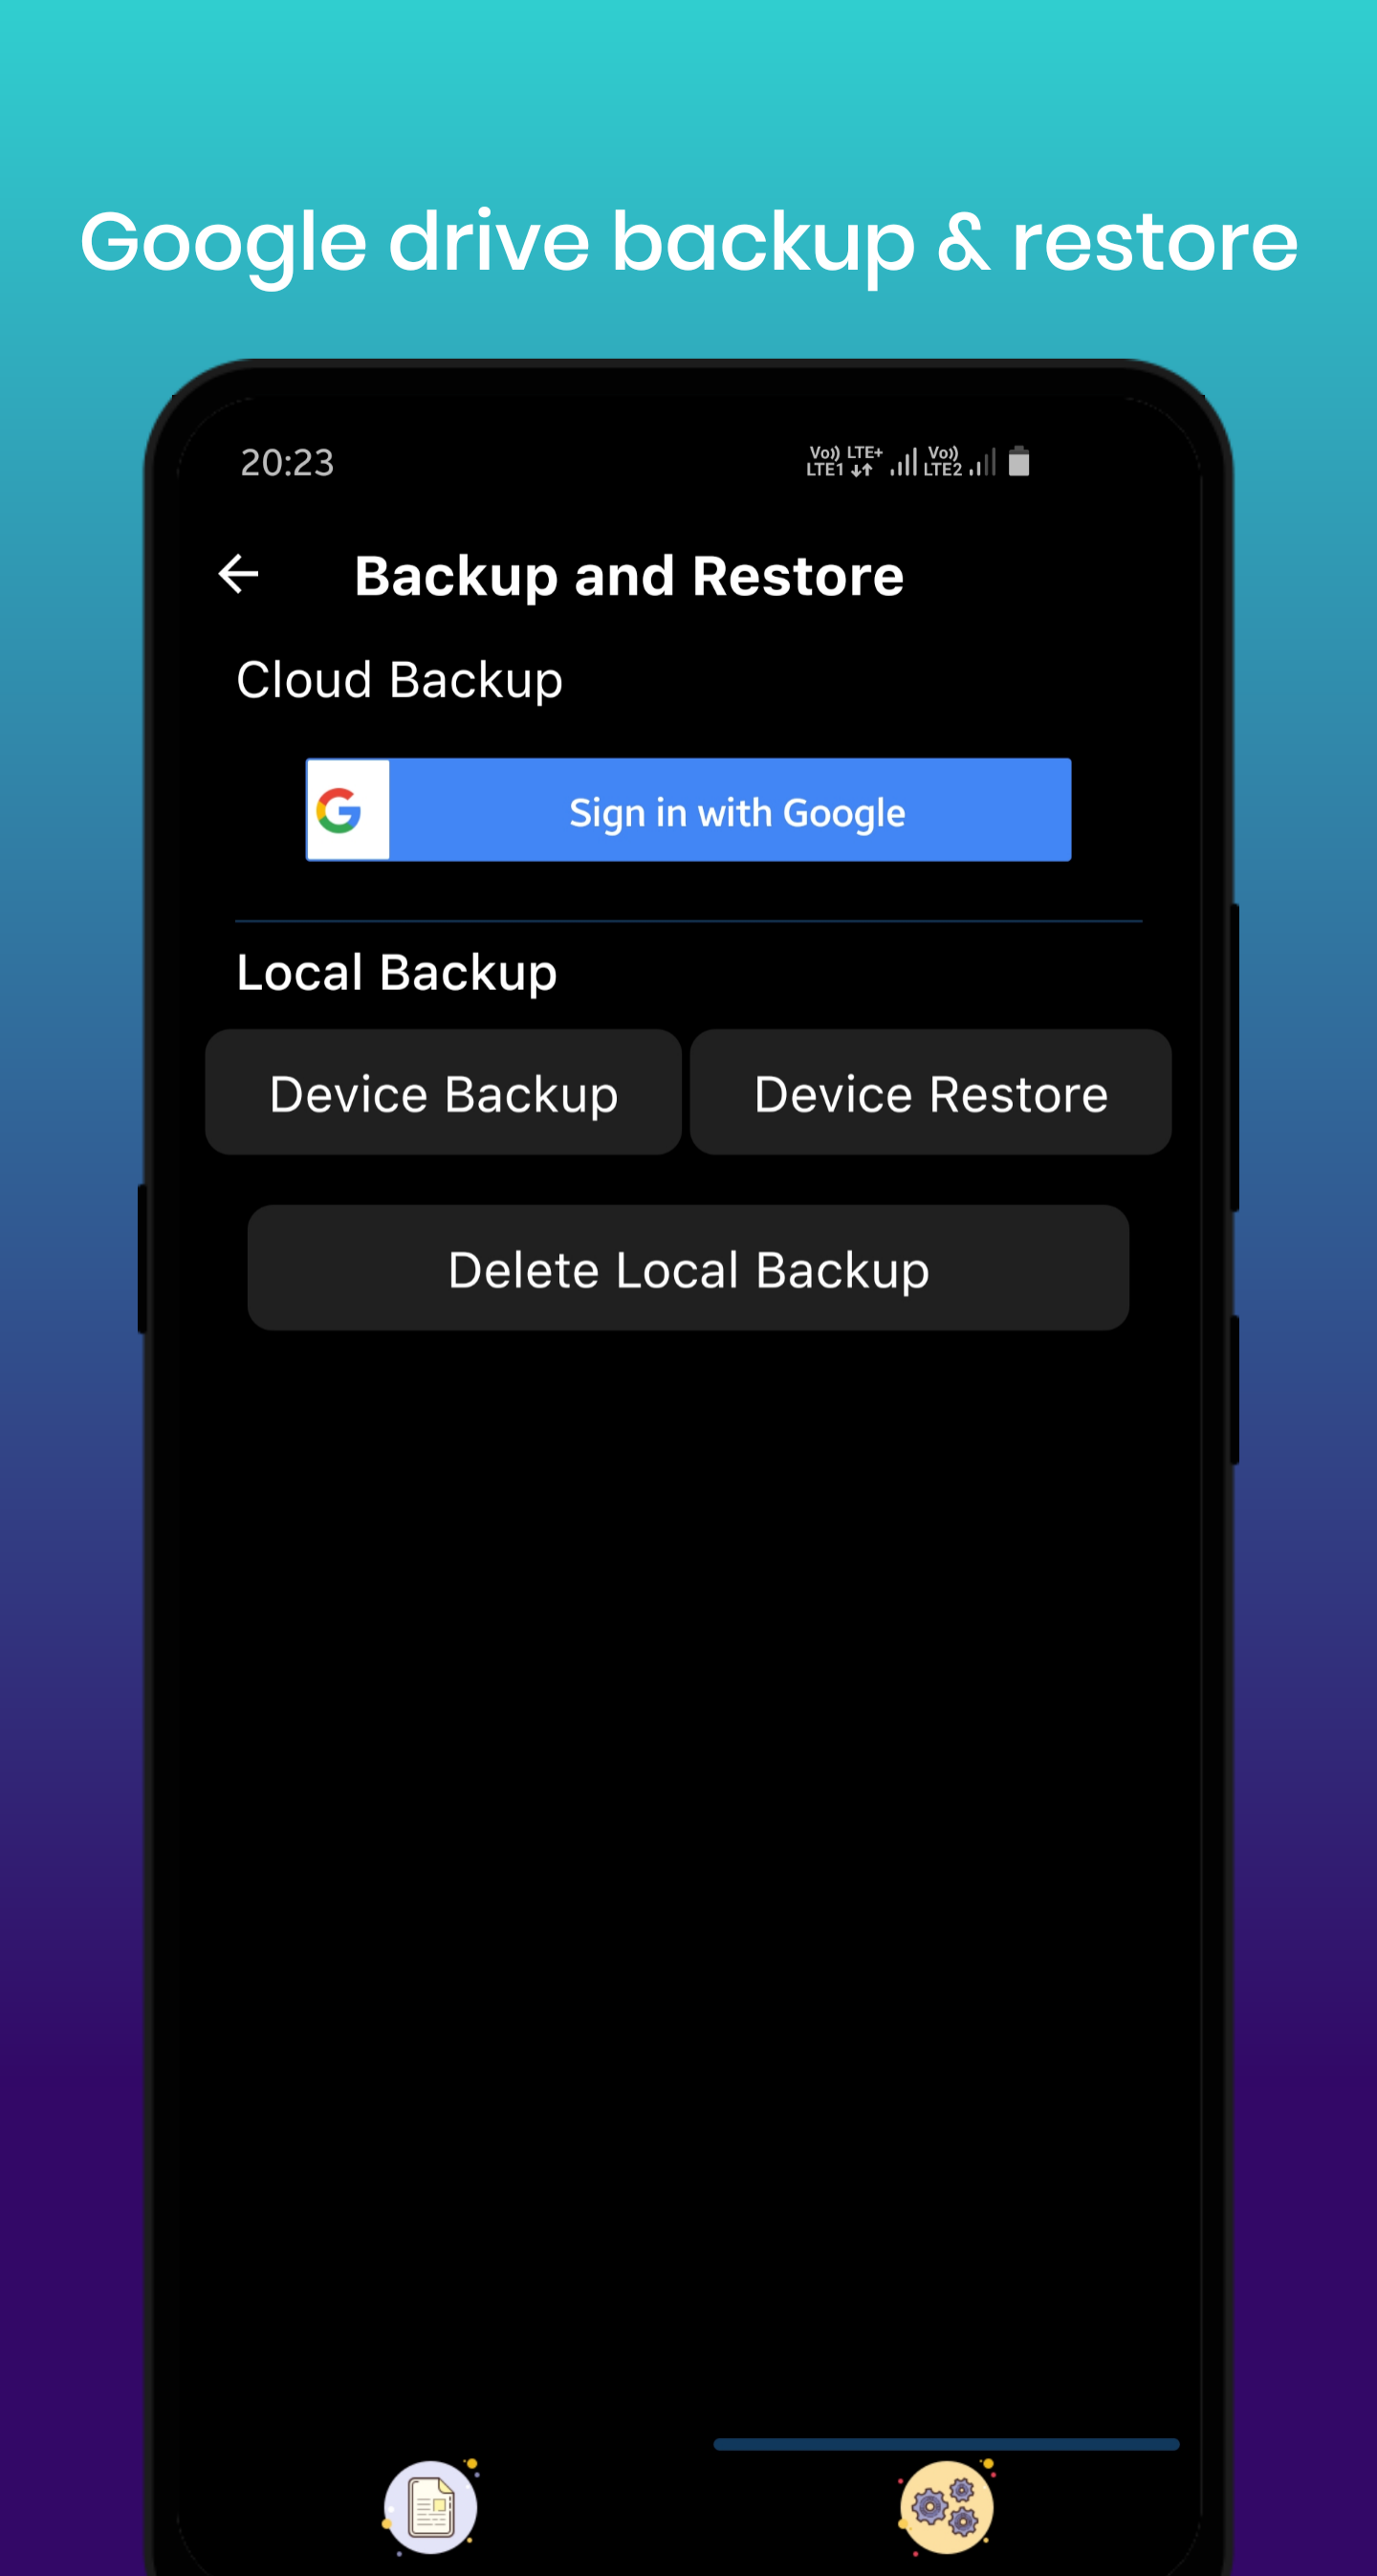 Google drive backup & restore
20:23
Vo)) LTE+ Vo))
LTE1 LTE2
Backup and Restore
Cloud Backup
G Sign in with Google
Local Backup
Device Backup Device Restore
Delete Local Backup